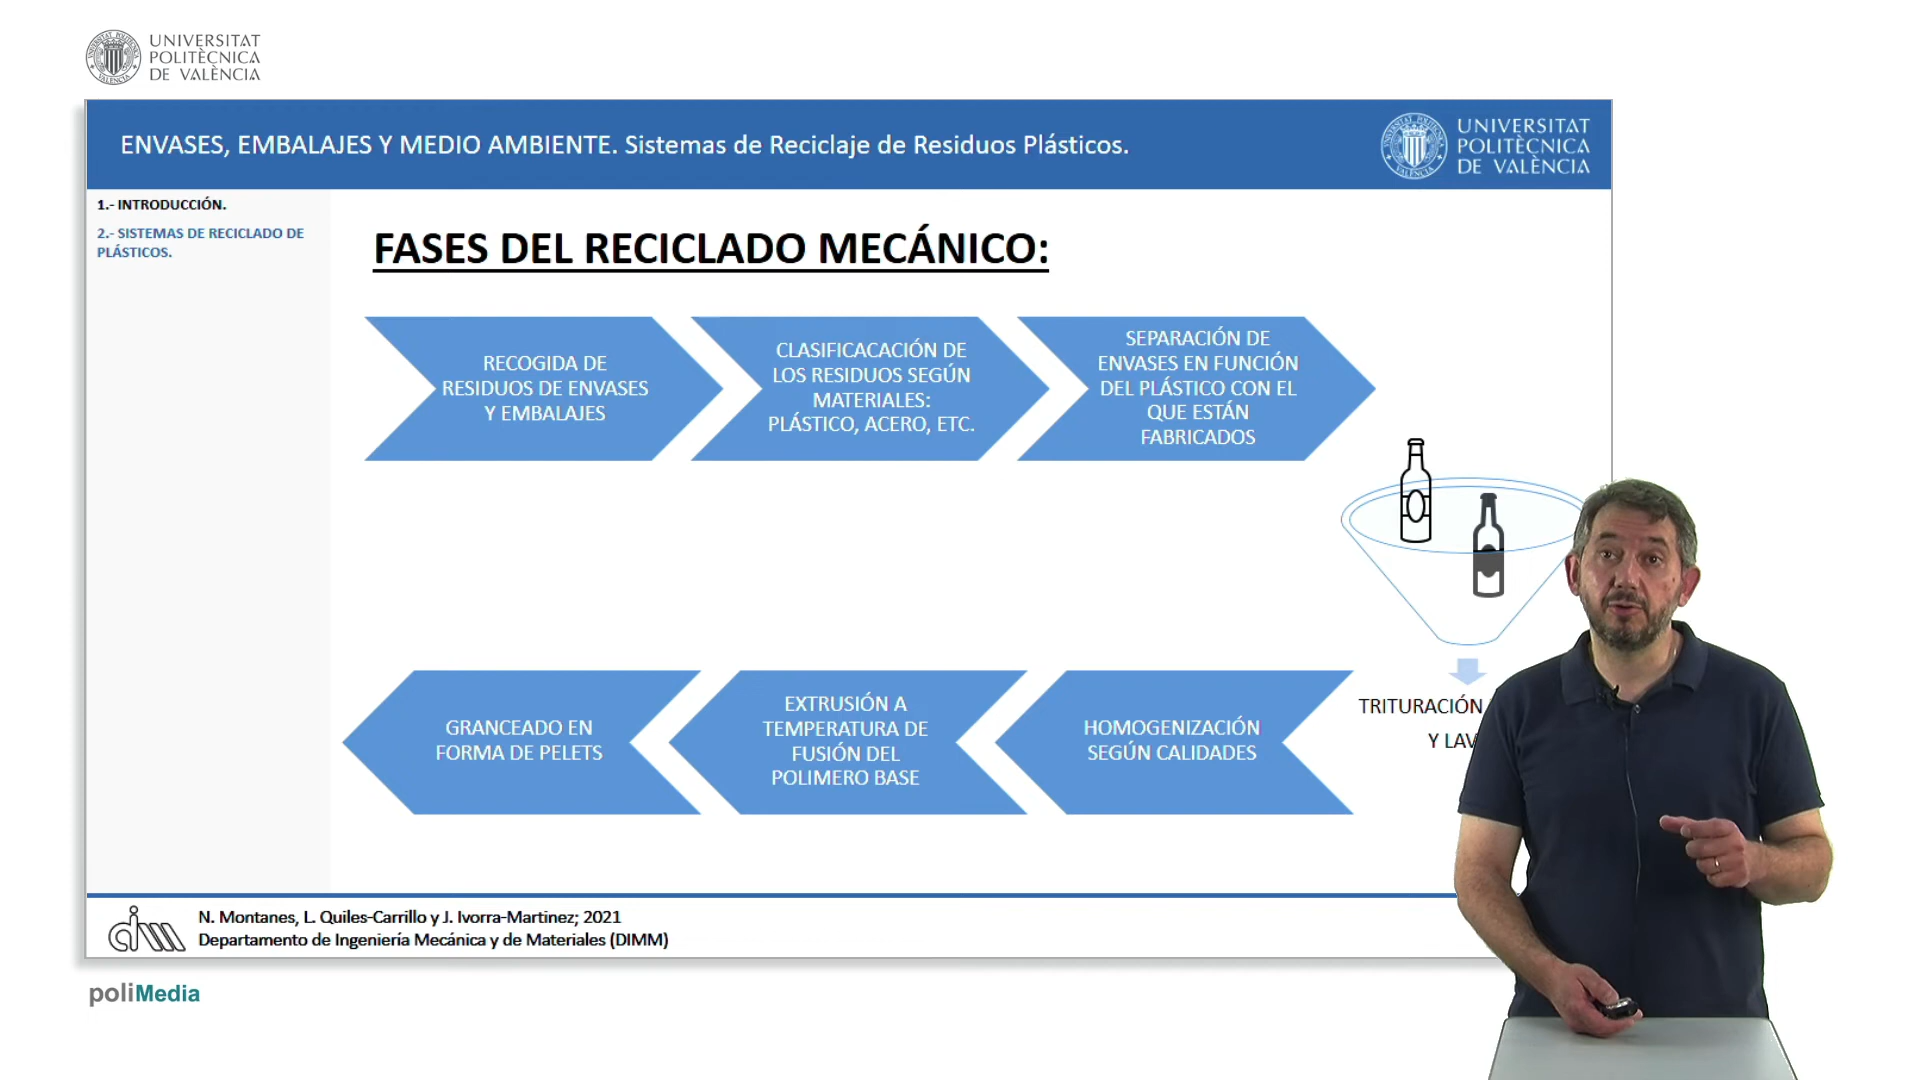 UNIVERSITAT
POLITÈCNICA
DE VALÈNCIA
ENVASES, EMBALAJES Y MEDIO AMBIENTE. Sistemas de Reciclaje de Residuos Plásticos.
UNIVERSITAT
POLITÈCNICA
DE VALÈNCIA
1.- INTRODUCCIÓN.
2.- SISTEMAS DE RECICLADO DE
PLÁSTICOS.
FASES DEL RECICLADO MECÁNICO:
RECOGIDA DE
RESIDUOS DE ENVASES
Y EMBALAJES
CLASIFICACACIÓN DE
LOS RESIDUOS SEGÚN
MATERIALES:
PLÁSTICO, ACERO, ETC.
SEPARACIÓN DE
ENVASES EN FUNCIÓN
DEL PLÁSTICO CON EL
QUE ESTÁN
FABRICADOS
TRITURACIÓN
Y
HOMOGENIZACIÓN
SEGÚN CALIDADES
EXTRUSIÓN A
TEMPERATURA DE
FUSIÓN DEL
POLIMERO BASE
GRANCEADO EN
FORMA DE PELETS
dim
N. Montanes, L. Quiles-Carrillo y J. Ivorra-Martinez; 2021
Departamento de Ingeniería Mecánica y de Materiales (DIMM)
poliMedia